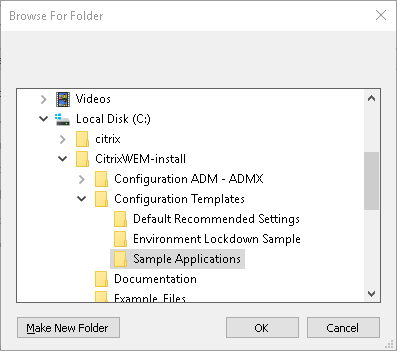 Browse For Folder
Videos
Local Disk (C:)
citrix
CitrixWEM-install
Configuration ADM - ADMX
Configuration Templates
Default Recommended Settings
Environment Lockdown Sample
Sample Applications
Documentation
Example Files
Make New Folder
OK
Cancel